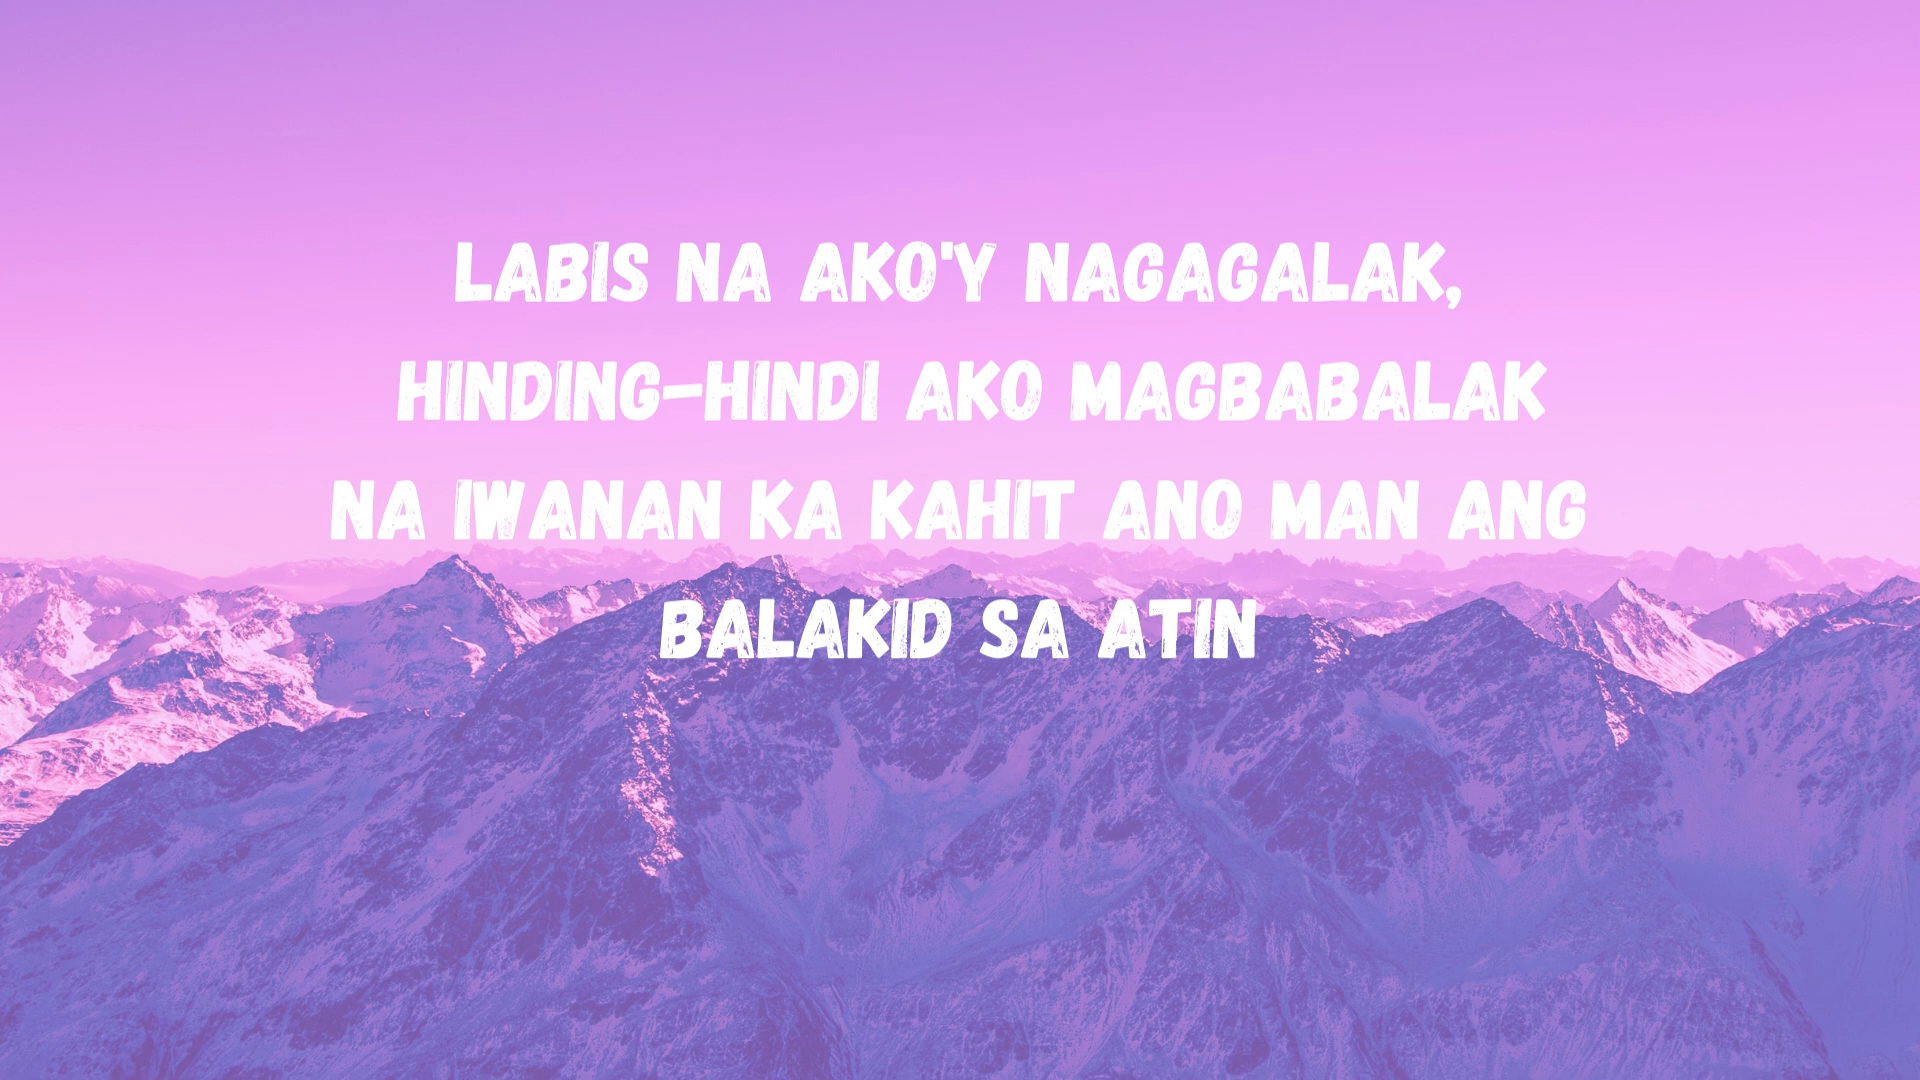 LABIS NA AKO'Y NAGAGALAK,
HINDING-HINDI AKO MAGBABALAK
NA IWANAN KA KAHIT ANO MAN ANG
BALAKID SA ATIN